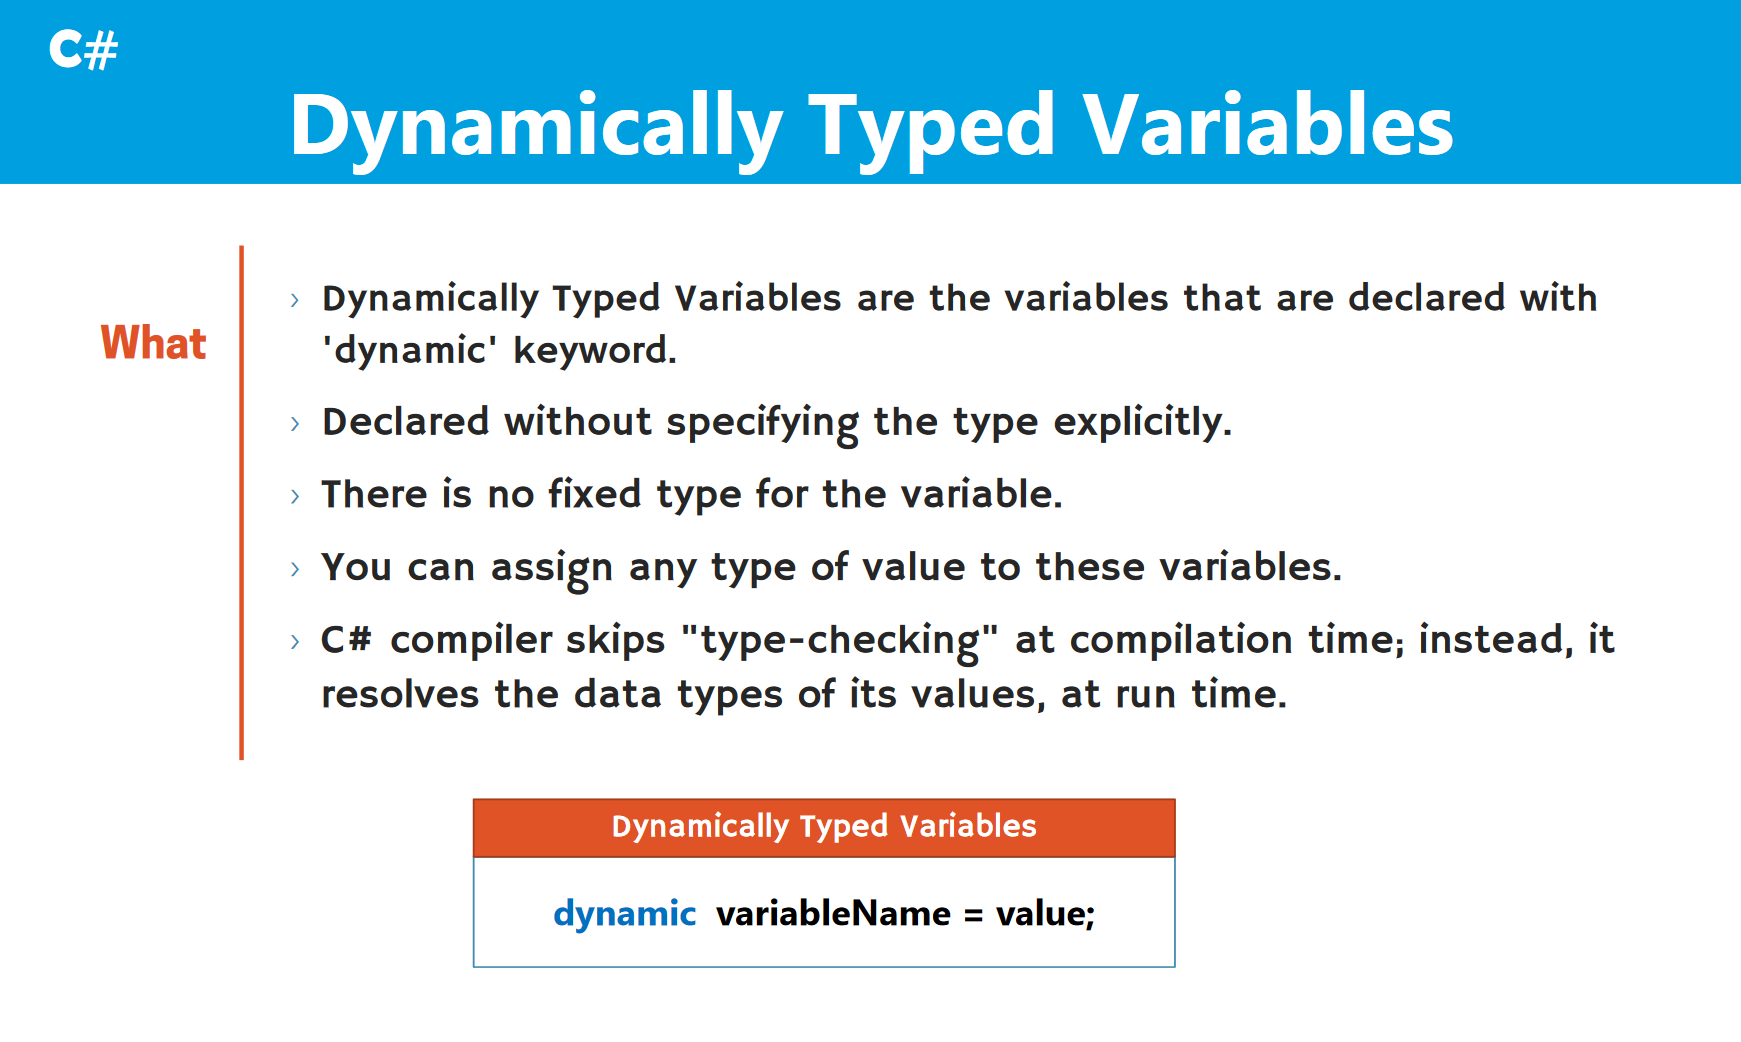 C#
Dynamically Typed Variables
What
› Dynamically Typed Variables are the variables that are declared with
'dynamic' keyword.
› Declared without specifying the type explicitly.
› There is no fixed type for the variable.
› You can assign any type of value to these variables.
› C# compiler skips "type-checking" at compilation time; instead, it
resolves the data types of its values, at run time.
Dynamically Typed Variables
dynamic variableName = value;